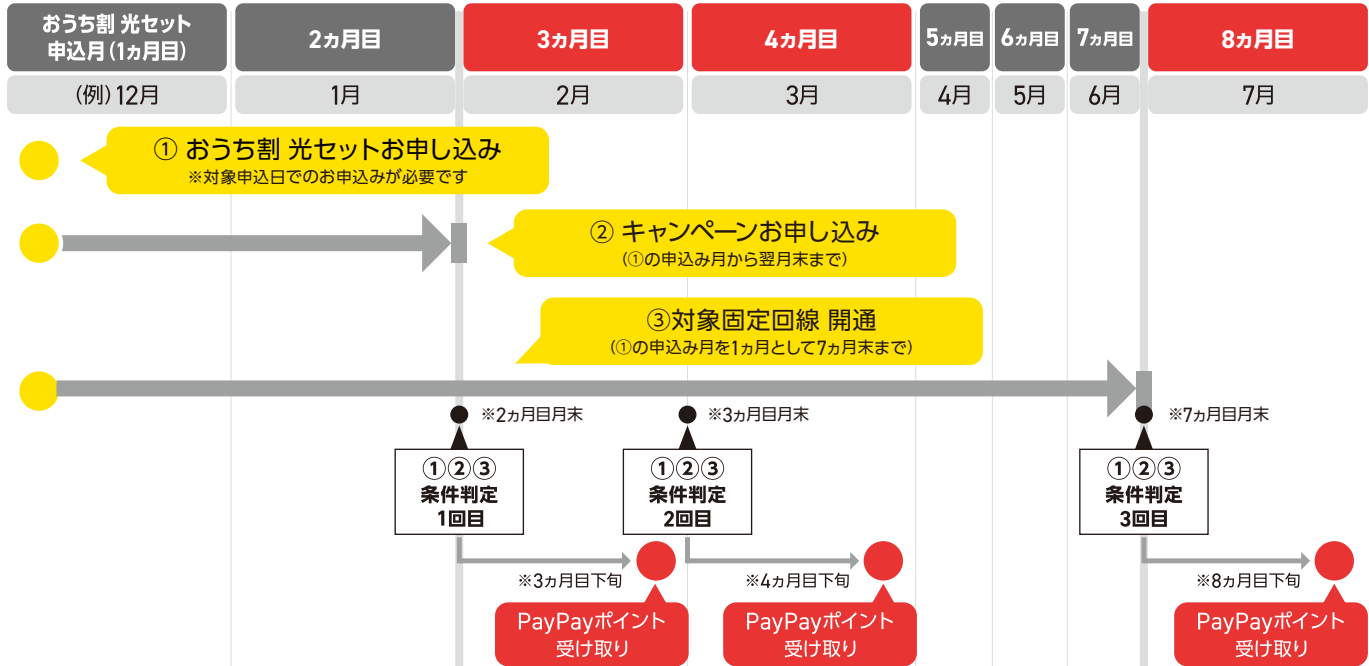 おうち割 光セット
申込月(1ヵ月目)
2ヵ月目
3ヵ月目
4ヵ月目
5ヵ月目
6ヵ月目
7ヵ月目
8ヵ月目
(例)12月
1月
2月
3月
4月
5月
6月
7月
① おうち割 光セットお申し込み
※対象申込日でのお申込みが必要です
② キャンペーンお申し込み
(①の申込み月から翌月末まで)
③対象固定回線 開通
(①の申込み月を1ヵ月として7ヵ月末まで)
※2ヵ月目月末
※3ヵ月目月末
※7ヵ月目月末
①②③
条件判定
1回目
①②③
条件判定
2回目
①②③
条件判定
3回目
※3ヵ月目下旬
※4ヵ月目下旬
※8ヵ月目下旬
PayPayポイント
受け取り
PayPayポイント
受け取り
PayPayポイント
受け取り